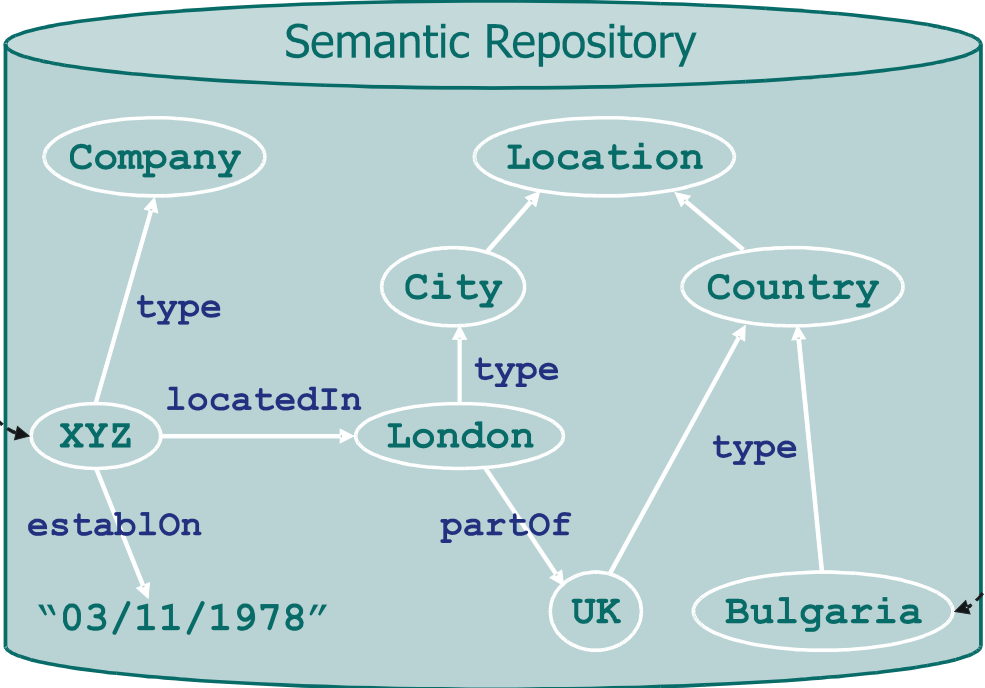 Semantic Repository
Company
Location
City
Country
type
type
locatedIn
XYZ
London
type
establOn
partOf
“03/11/1978”
UK
Bulgaria